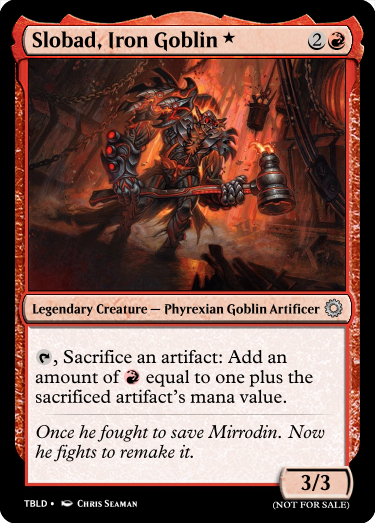 Slobad, Iron Goblin ★ 2
Legendary Creature — Phyrexian Goblin Artificer
, Sacrifice an artifact: Add an
amount of equal to one plus the
sacrificed artifact's mana value.
Once he fought to save Mirrodin. Now
he fights to remake it.
3/3
TBLD • Chris Seaman
(NOT FOR SALE)